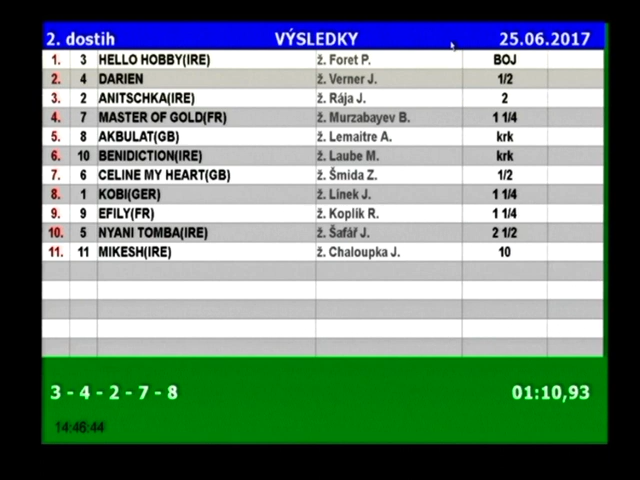 2. dostih VÝSLEDKY 25.06.2017
1. 3 HELLO HOBBY(IRE) ž. Foret P. BOJ
2. 4 DARIEN ž. Verner J. 1/2
3. 2 ANITSCHKA(IRE) ž. Rája J. 2
4. 7 MASTER OF GOLD(FR) ž. Murzabayev B. 1 1/4
5. 8 AKBULAT(GB) ž. Lemaitre A. krk
6. 10 BENIDICTION(IRE) ž. Laube M. krk
7. 6 CELINE MY HEART(GB) ž. Šmida Z. 1/2
8. 1 KOBI(GER) ž. Línek J. 1 1/4
9. 9 EFILY(FR) ž. Koplík R. 1 1/4
10. 5 NYANI TOMBA(IRE) ž. Šafář J. 2 1/2
11. 11 MIKESH(IRE) ž. Chaloupka J. 10
3 - 4 - 2 - 7 - 8 01:10,93
14:46:44